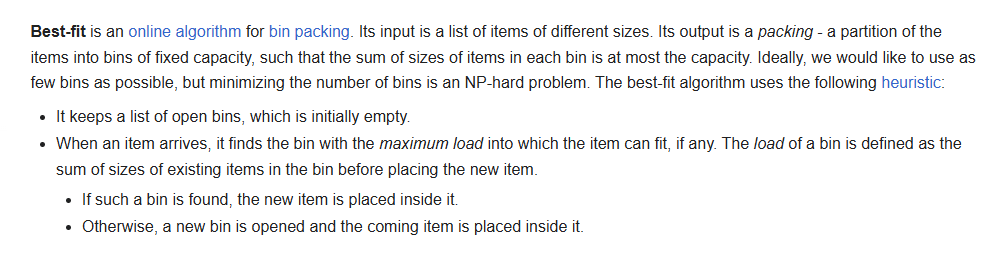 Best-fit is an online algorithm for bin packing. Its input is a list of items of different sizes. Its output is a packing - a partition of the
items into bins of fixed capacity, such that the sum of sizes of items in each bin is at most the capacity. Ideally, we would like to use as
few bins as possible, but minimizing the number of bins is an NP-hard problem. The best-fit algorithm uses the following heuristic:
• It keeps a list of open bins, which is initially empty.
• When an item arrives, it finds the bin with the maximum load into which the item can fit, if any. The load of a bin is defined as the
sum of sizes of existing items in the bin before placing the new item.
• If such a bin is found, the new item is placed inside it.
• Otherwise, a new bin is opened and the coming item is placed inside it.